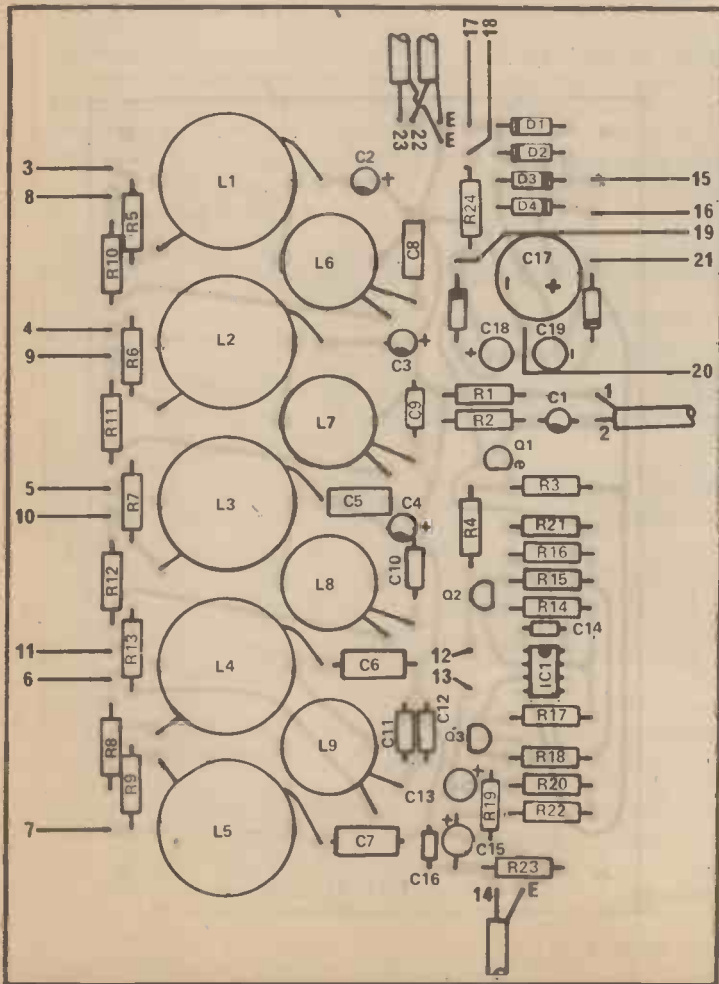 17
18
23
22
E
E
D1
D2
D3
D4
3
8
L1
C2
+
R5
R10
R24
15
16
19
L6
C8
C17
-
+
21
4
9
L2
R6
R11
C3
+
C18
+
C19
-
20
L7
C9
R1
R2
C1
1
2
Q1
e
5
10
R7
L3
C5
C4
+
R4
R3
R21
R16
R12
L8
C10
Q2
R15
R14
C14
11
6
R13
L4
C6
12
13
IC1
R8
R9
L9
C11
C12
Q3
R17
R18
C13
+
R19
R20
R22
7
L5
C7
C16
+
C15
R23
14
E